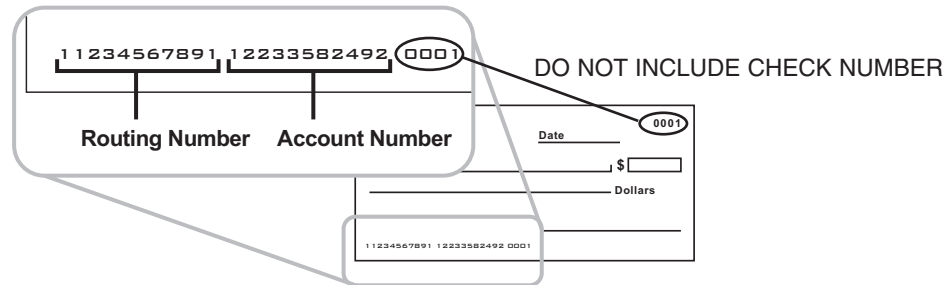 11234567891 12233582492 0001
DO NOT INCLUDE CHECK NUMBER
Routing Number Account Number
0001
Date
$
Dollars
11234567891 12233582492 0001